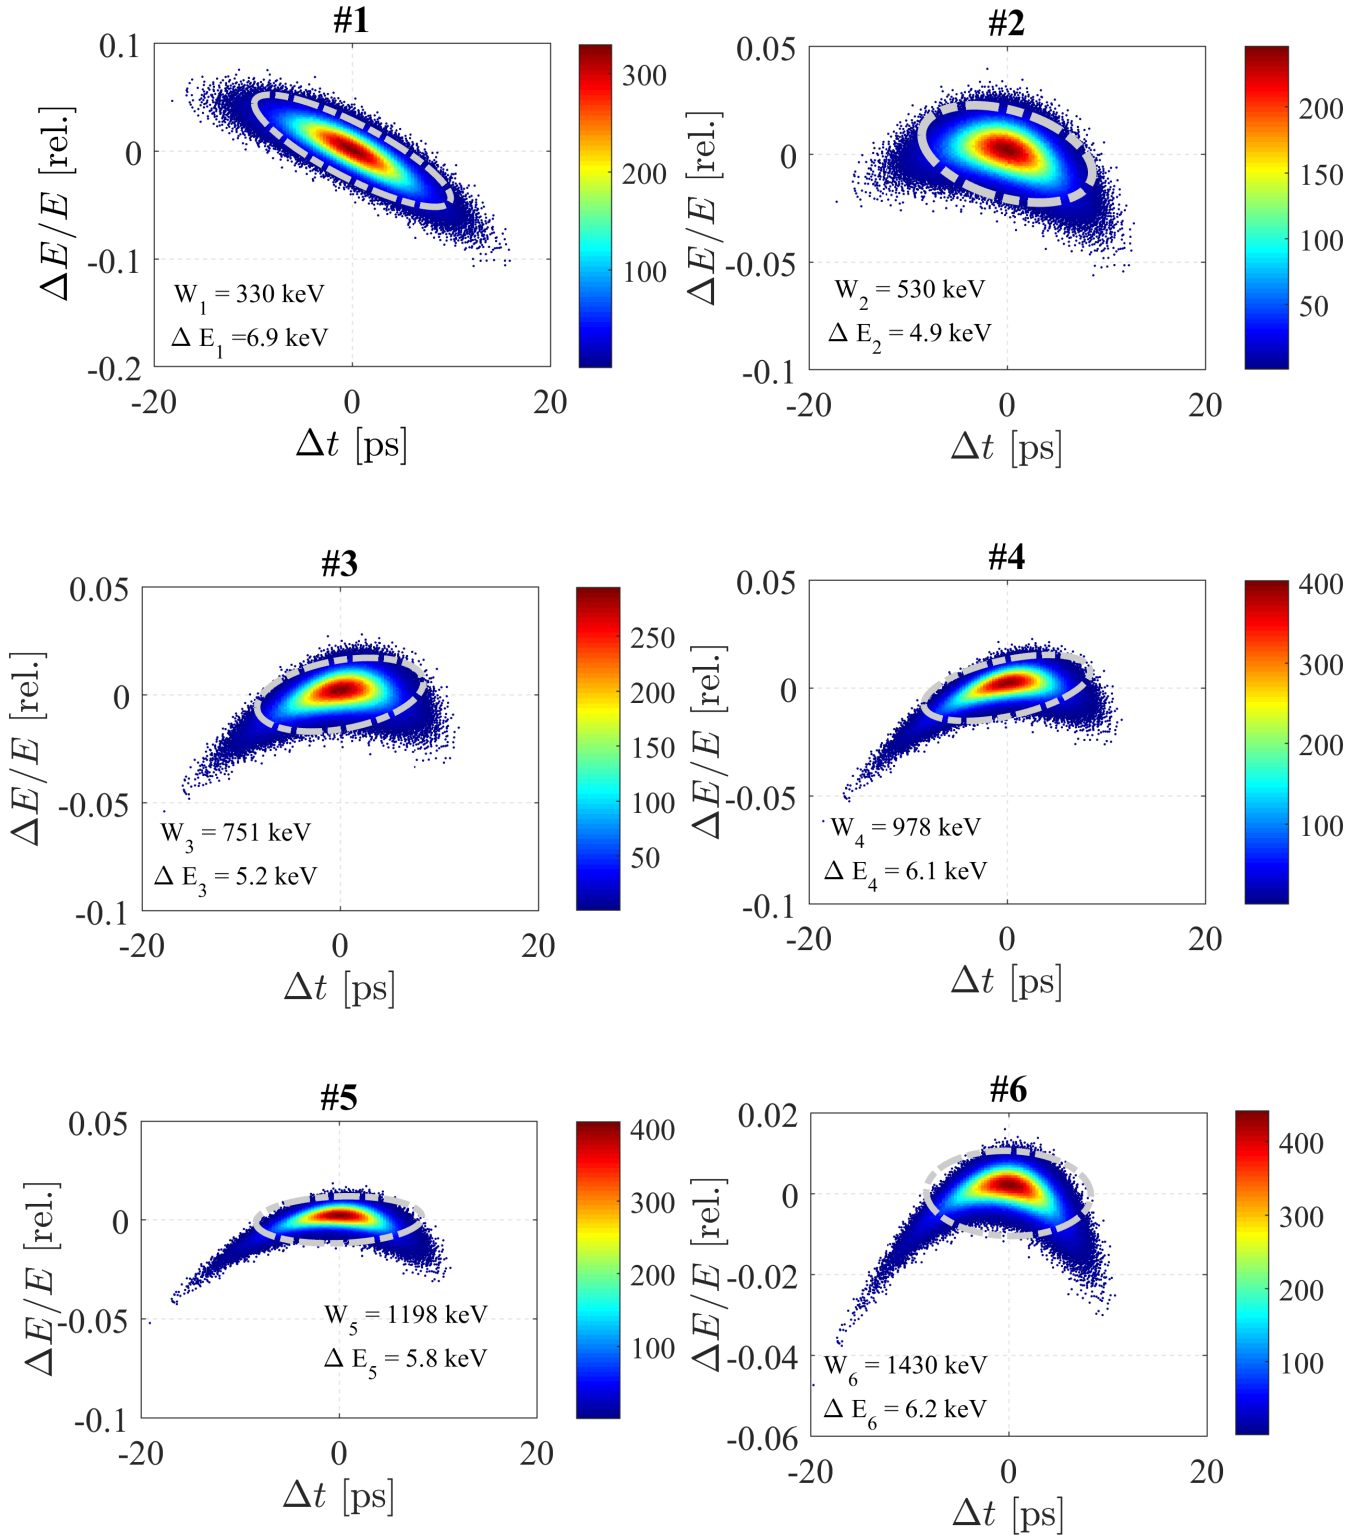 #1
0.1
0
-0.1
-0.2
ΔE/E [rel.]
W1 = 330 keV
Δ E1 =6.9 keV
-20 0 20
Δt [ps]
300
200
100
#2
0.05
0
-0.05
-0.1
ΔE/E [rel.]
W2 = 530 keV
Δ E2 = 4.9 keV
-20 0 20
Δt [ps]
200
150
100
50
#3
0.05
0
-0.05
-0.1
ΔE/E [rel.]
W3 = 751 keV
Δ E3 = 5.2 keV
-20 0 20
Δt [ps]
250
200
150
100
50
#4
0.05
0
-0.05
-0.1
ΔE/E [rel.]
W4 = 978 keV
Δ E4 = 6.1 keV
-20 0 20
Δt [ps]
400
300
200
100
#5
0.05
0
-0.05
-0.1
ΔE/E [rel.]
W5 = 1198 keV
Δ E5 = 5.8 keV
-20 0 20
Δt [ps]
400
300
200
100
#6
0.02
0
-0.02
-0.04
-0.06
ΔE/E [rel.]
W6 = 1430 keV
Δ E6 = 6.2 keV
-20 0 20
Δt [ps]
400
300
200
100